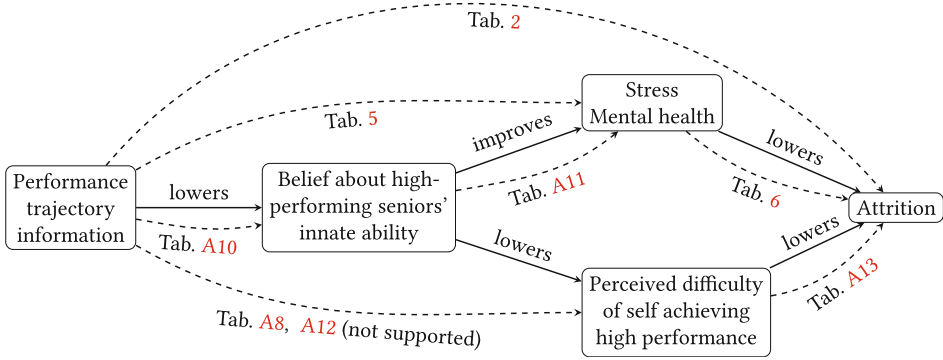 Tab. 2
Stress
Mental health
Tab. 5
improves
lowers
Performance
trajectory
information
lowers
Belief about high-
performing seniors'
innate ability
Tab. A11
Tab. 6
Attrition
Tab. A10
lowers
lowers
Perceived difficulty
of self achieving
high performance
Tab. A13
Tab. A8, A12 (not supported)